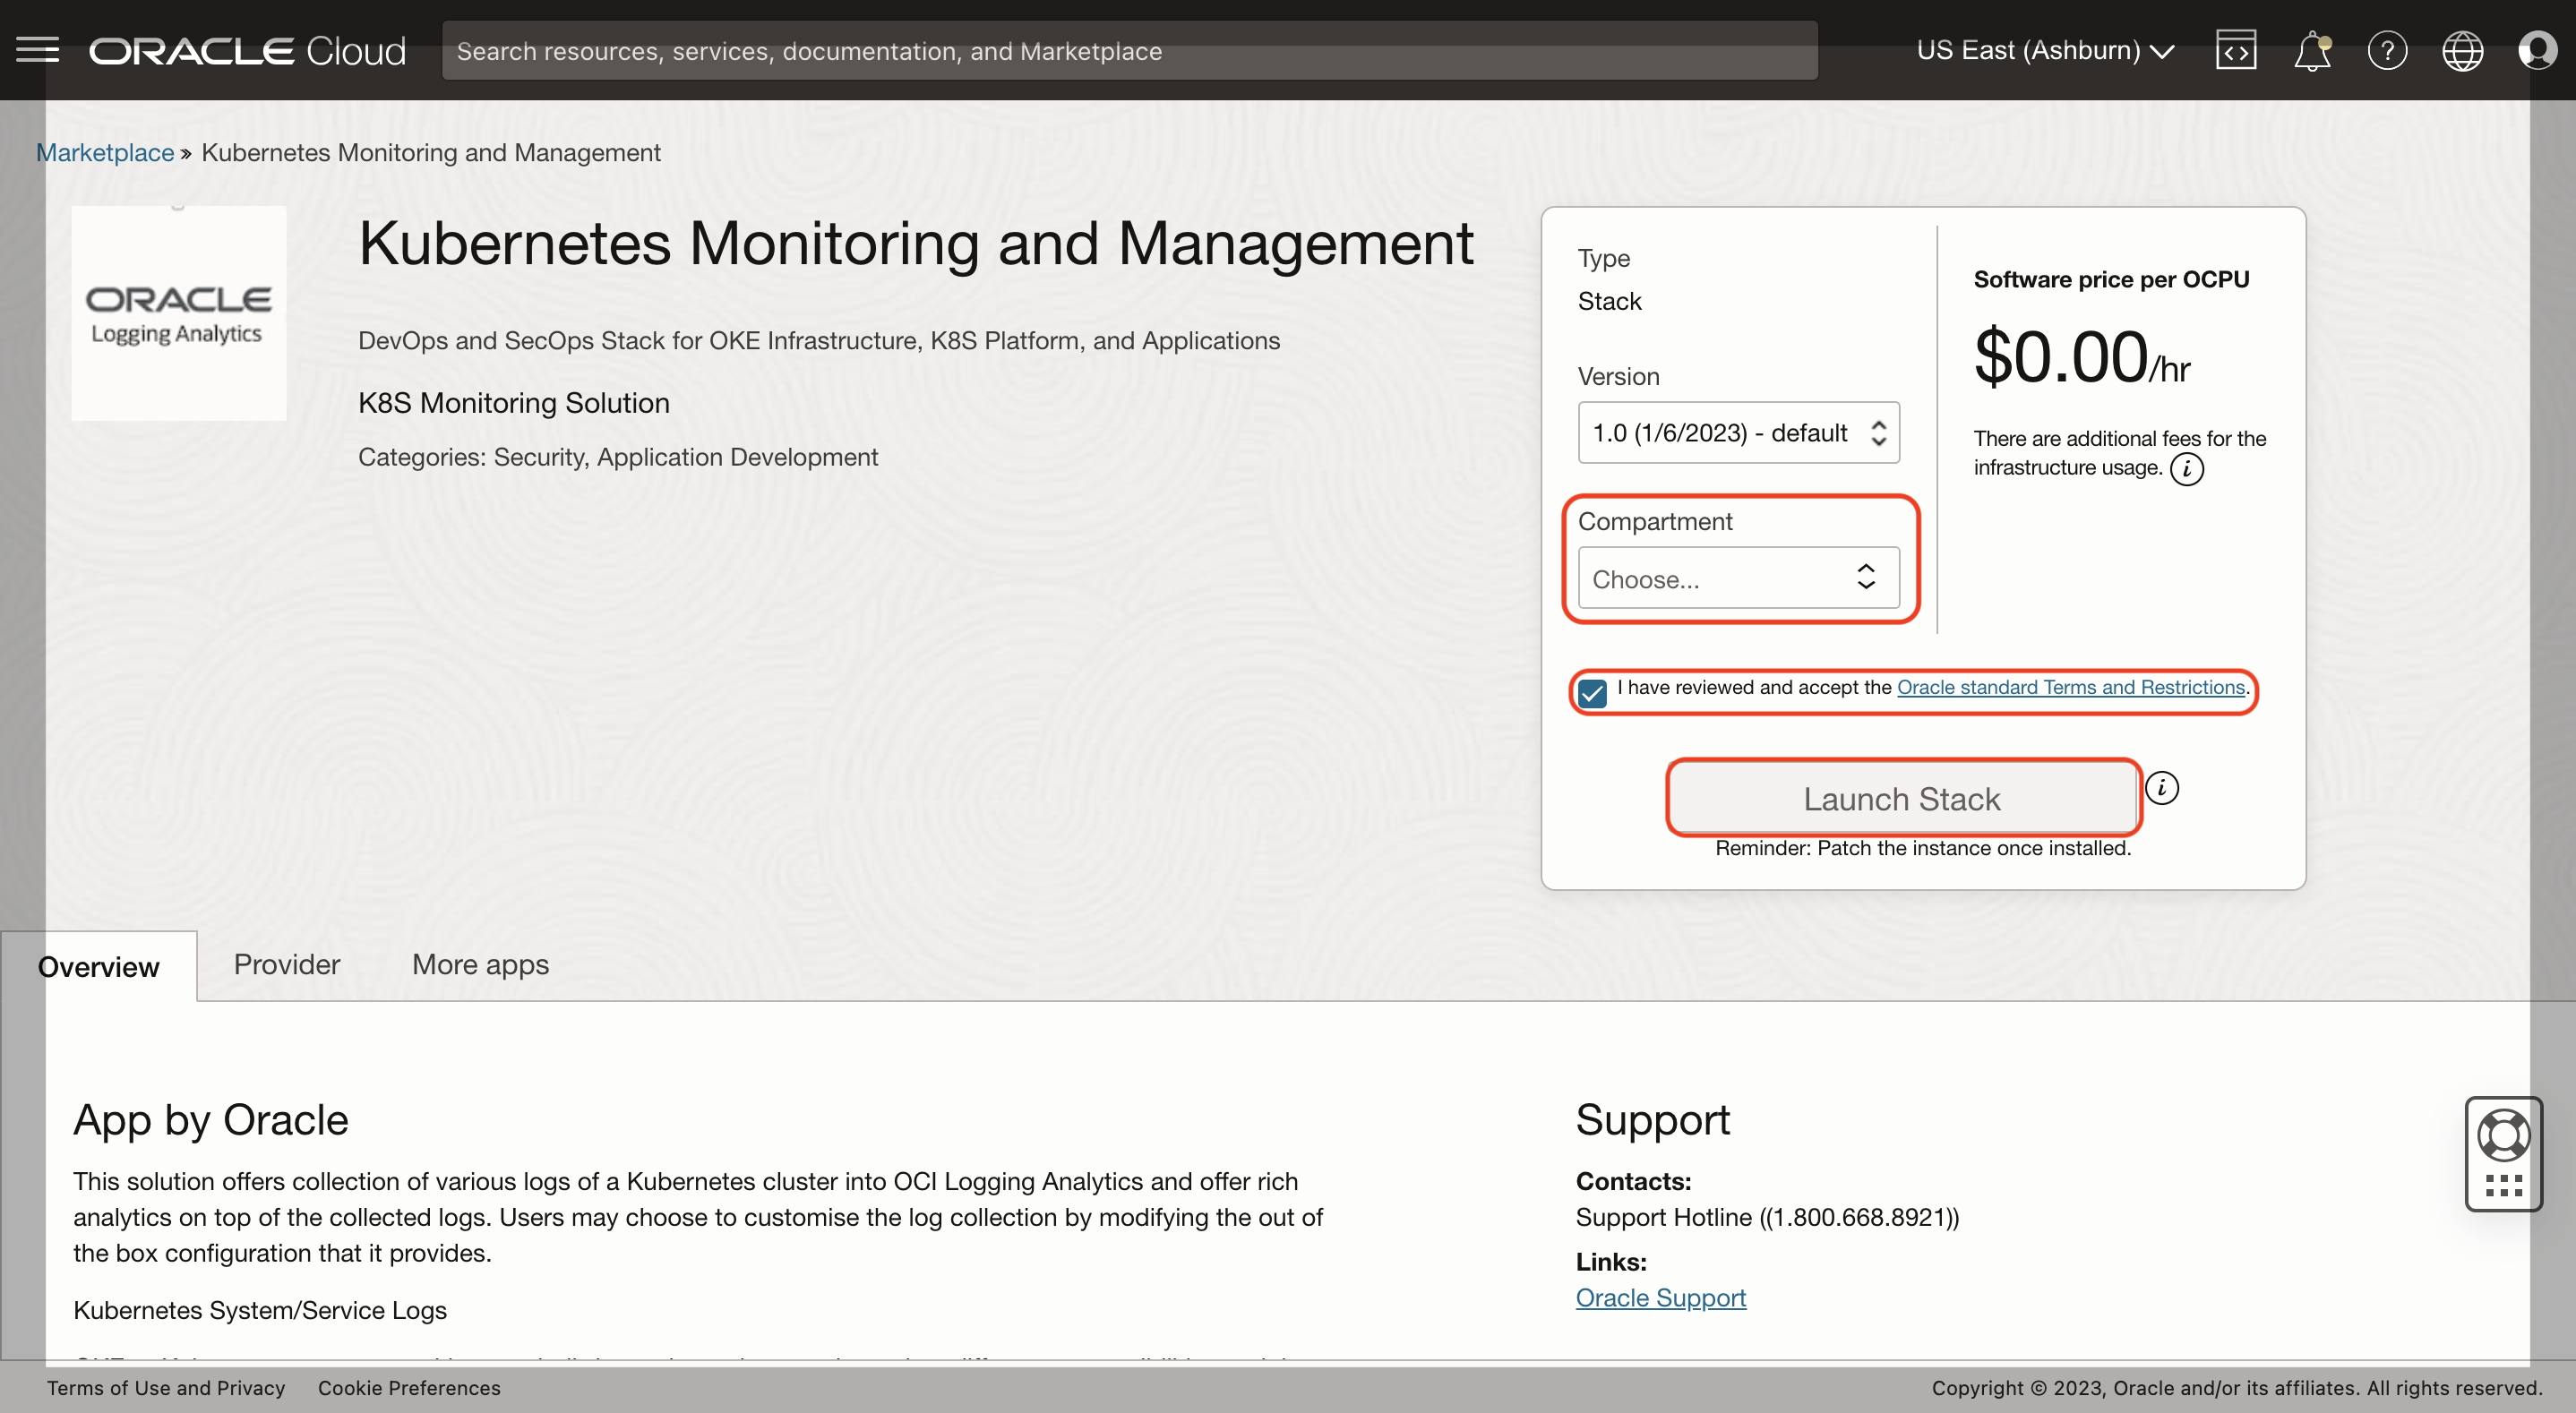 ORACLE Cloud
Search resources, services, documentation, and Marketplace
US East (Ashburn)
Marketplace » Kubernetes Monitoring and Management
ORACLE
Logging Analytics
Kubernetes Monitoring and Management
DevOps and SecOps Stack for OKE Infrastructure, K8S Platform, and Applications
K8S Monitoring Solution
Categories: Security, Application Development
Type
Stack
Version
1.0 (1/6/2023) - default
Compartment
Choose...
Software price per OCPU
$0.00/hr
There are additional fees for the
infrastructure usage.
I have reviewed and accept the Oracle standard Terms and Restrictions.
Launch Stack
Reminder: Patch the instance once installed.
Overview
Provider
More apps
App by Oracle
This solution offers collection of various logs of a Kubernetes cluster into OCI Logging Analytics and offer rich
analytics on top of the collected logs. Users may choose to customise the log collection by modifying the out of
the box configuration that it provides.
Kubernetes System/Service Logs
Support
Contacts:
Support Hotline ((1.800.668.8921))
Links:
Oracle Support
Terms of Use and Privacy
Cookie Preferences
Copyright © 2023, Oracle and/or its affiliates. All rights reserved.